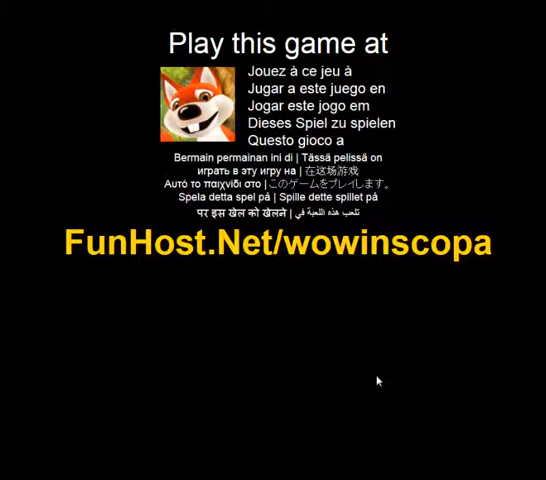 Play this game at
Jouez à ce jeu à
Jugar a este juego en
Jogar este jogo em
Dieses Spiel zu spielen
Questo gioco a
Bermain permainan ini di | Tässä pelissä on
играть в эту игру на | 在这场游戏
Αυτό το παιχνίδι στο | このゲームをプレイします。
Spela detta spel på | Spille dette spillet på
पर इस खेल को खेलने | تلعب هذه اللعبة في
FunHost.Net/wowinscopa